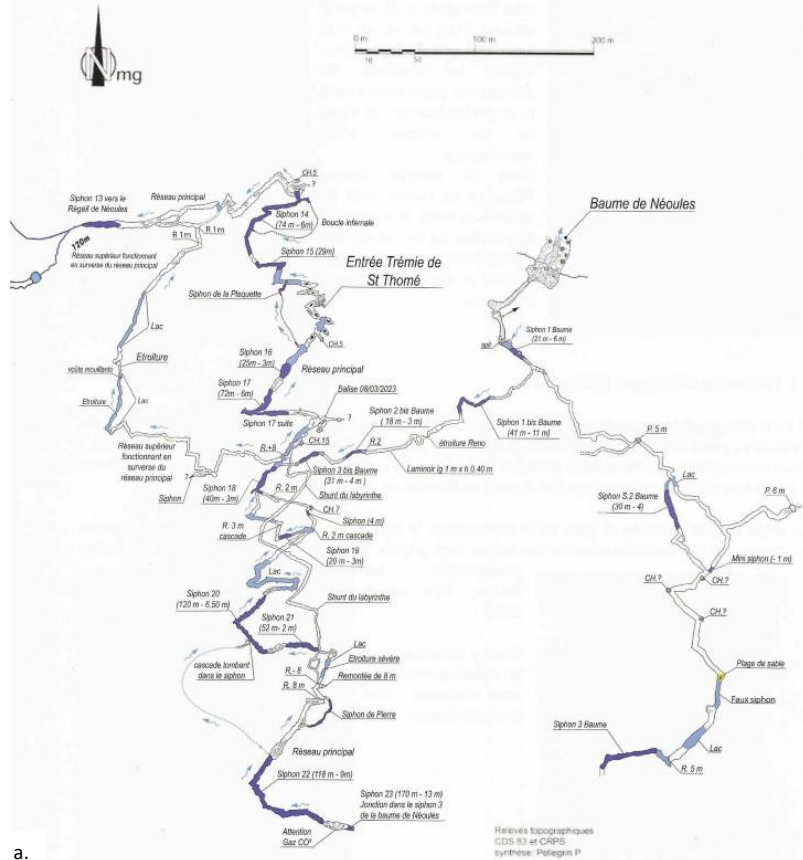 N mg
0 m 100 m 200 m
10 50
CH.5
?
Siphon 13 vers le
Régail de Néoules
Réseau principal
R 1m
R 1m
120m
Réseau supérieur fonctionnant
en surverse du réseau principal
Siphon 14
(74 m - 6m)
Boucle infernale
Siphon 15 (29m)
Entrée Trémie de
St Thomé
Siphon de la Plaquette
CH.5
Baume de Néoules
spit
Siphon 1 Baume
(21 m - 6 m)
Lac
Etroiture
voûte mouillante
Etroiture
Lac
Siphon 16
(25m - 3m)
Réseau principal
Siphon 17
(72m - 6m)
Siphon 17 suite
Balise 08/03/2023
?
Siphon 2 bis Baume
( 18 m - 3 m)
Siphon 1 bis Baume
(41 m - 11 m)
R.+8
CH.15
R.2
étroiture Reno
Laminoir lg 1 m x h 0.40 m
Réseau supérieur
fonctionnant en
surverse du
réseau principal
?
Siphon
Siphon 18
(40m - 3m)
Siphon 3 bis Baume
(31 m - 4 m )
R. 2 m
Shunt du labyrinthe
CH.7
Siphon (4 m)
R. 3 m
cascade
R. 2 m cascade
Siphon 19
(20 m - 3m)
P. 5 m
Lac
Siphon S.2 Baume
(30 m - 4)
P. 6 m
Mini siphon (- 1 m)
CH.?
CH.?
CH.?
Lac
Siphon 20
(120 m - 6.50 m)
Shunt du labyrinthe
Siphon 21
(52 m- 2 m)
Lac
Etroiture sévère
cascade tombant
dans le siphon
R.- 8
R. 8 m
Remontée de 8 m
Siphon de Pierre
Plage de sable
Faux siphon
Lac
Siphon 3 Baume
R. 5 m
Réseau principal
Siphon 22 (118 m - 9m)
Siphon 23 (170 m - 13 m)
Jonction dans le siphon 3
de la baume de Néoules
Attention
Gaz CO²
Relevés topographiques
CDS 83 et CRPS
synthèse: Pellegrin P
a.